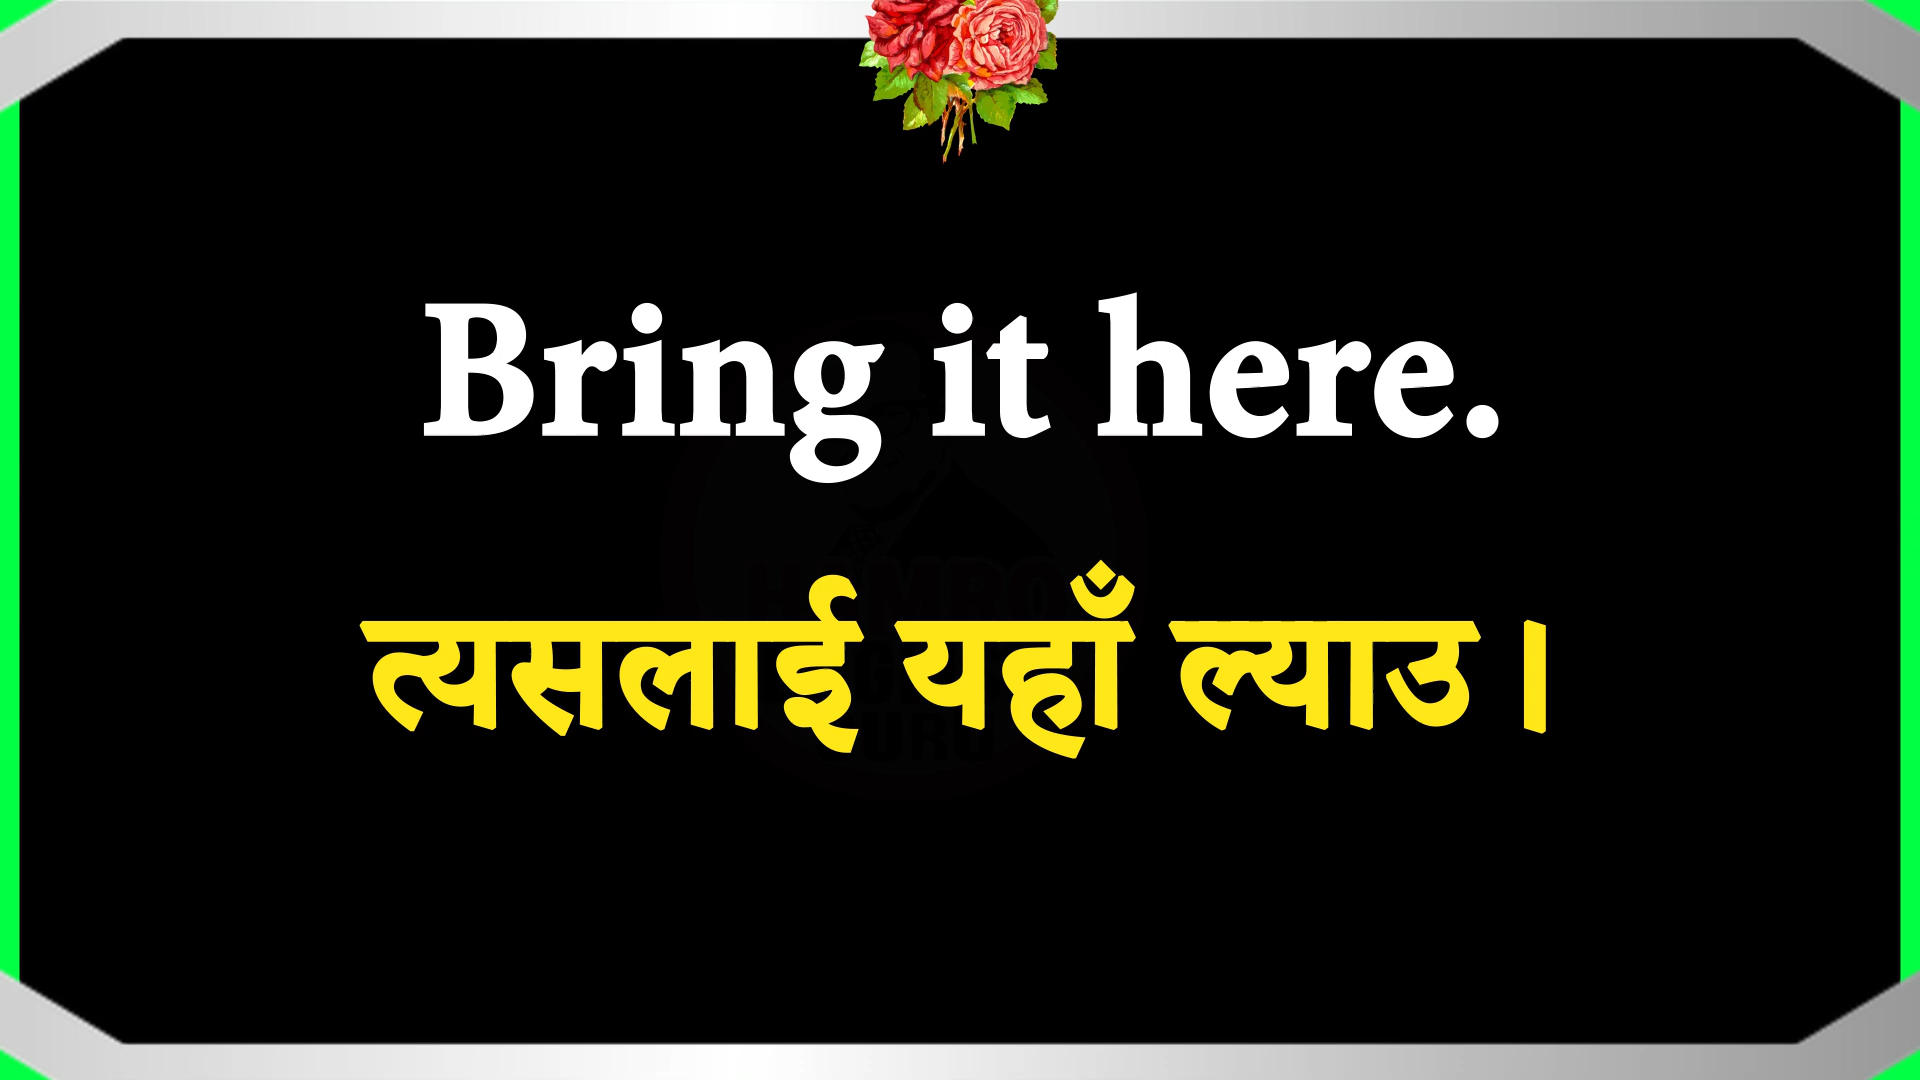 Bring it here.
त्यसलाई यहाँ ल्याउ ।